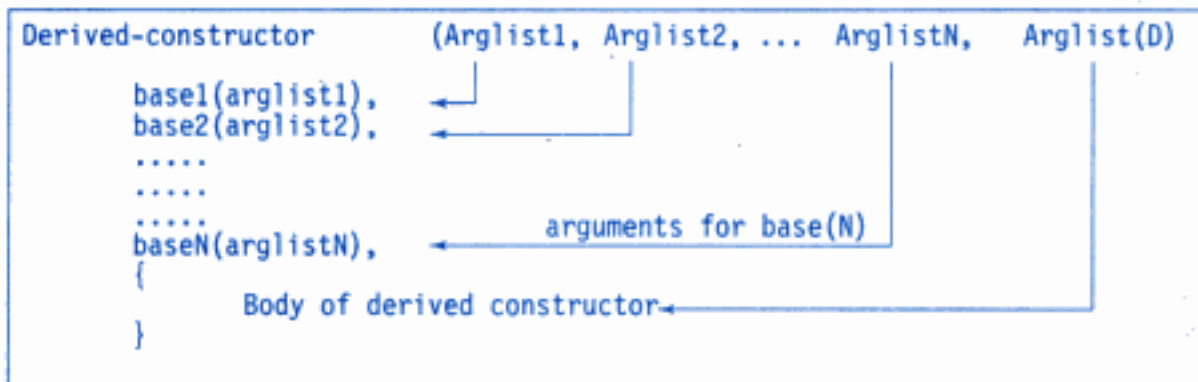 Derived-constructor (Arglist1, Arglist2, ... ArglistN, Arglist(D)
base1(arglist1),
base2(arglist2),
.....
.....
.....
arguments for base(N)
baseN(arglistN),
{
Body of derived constructor
}